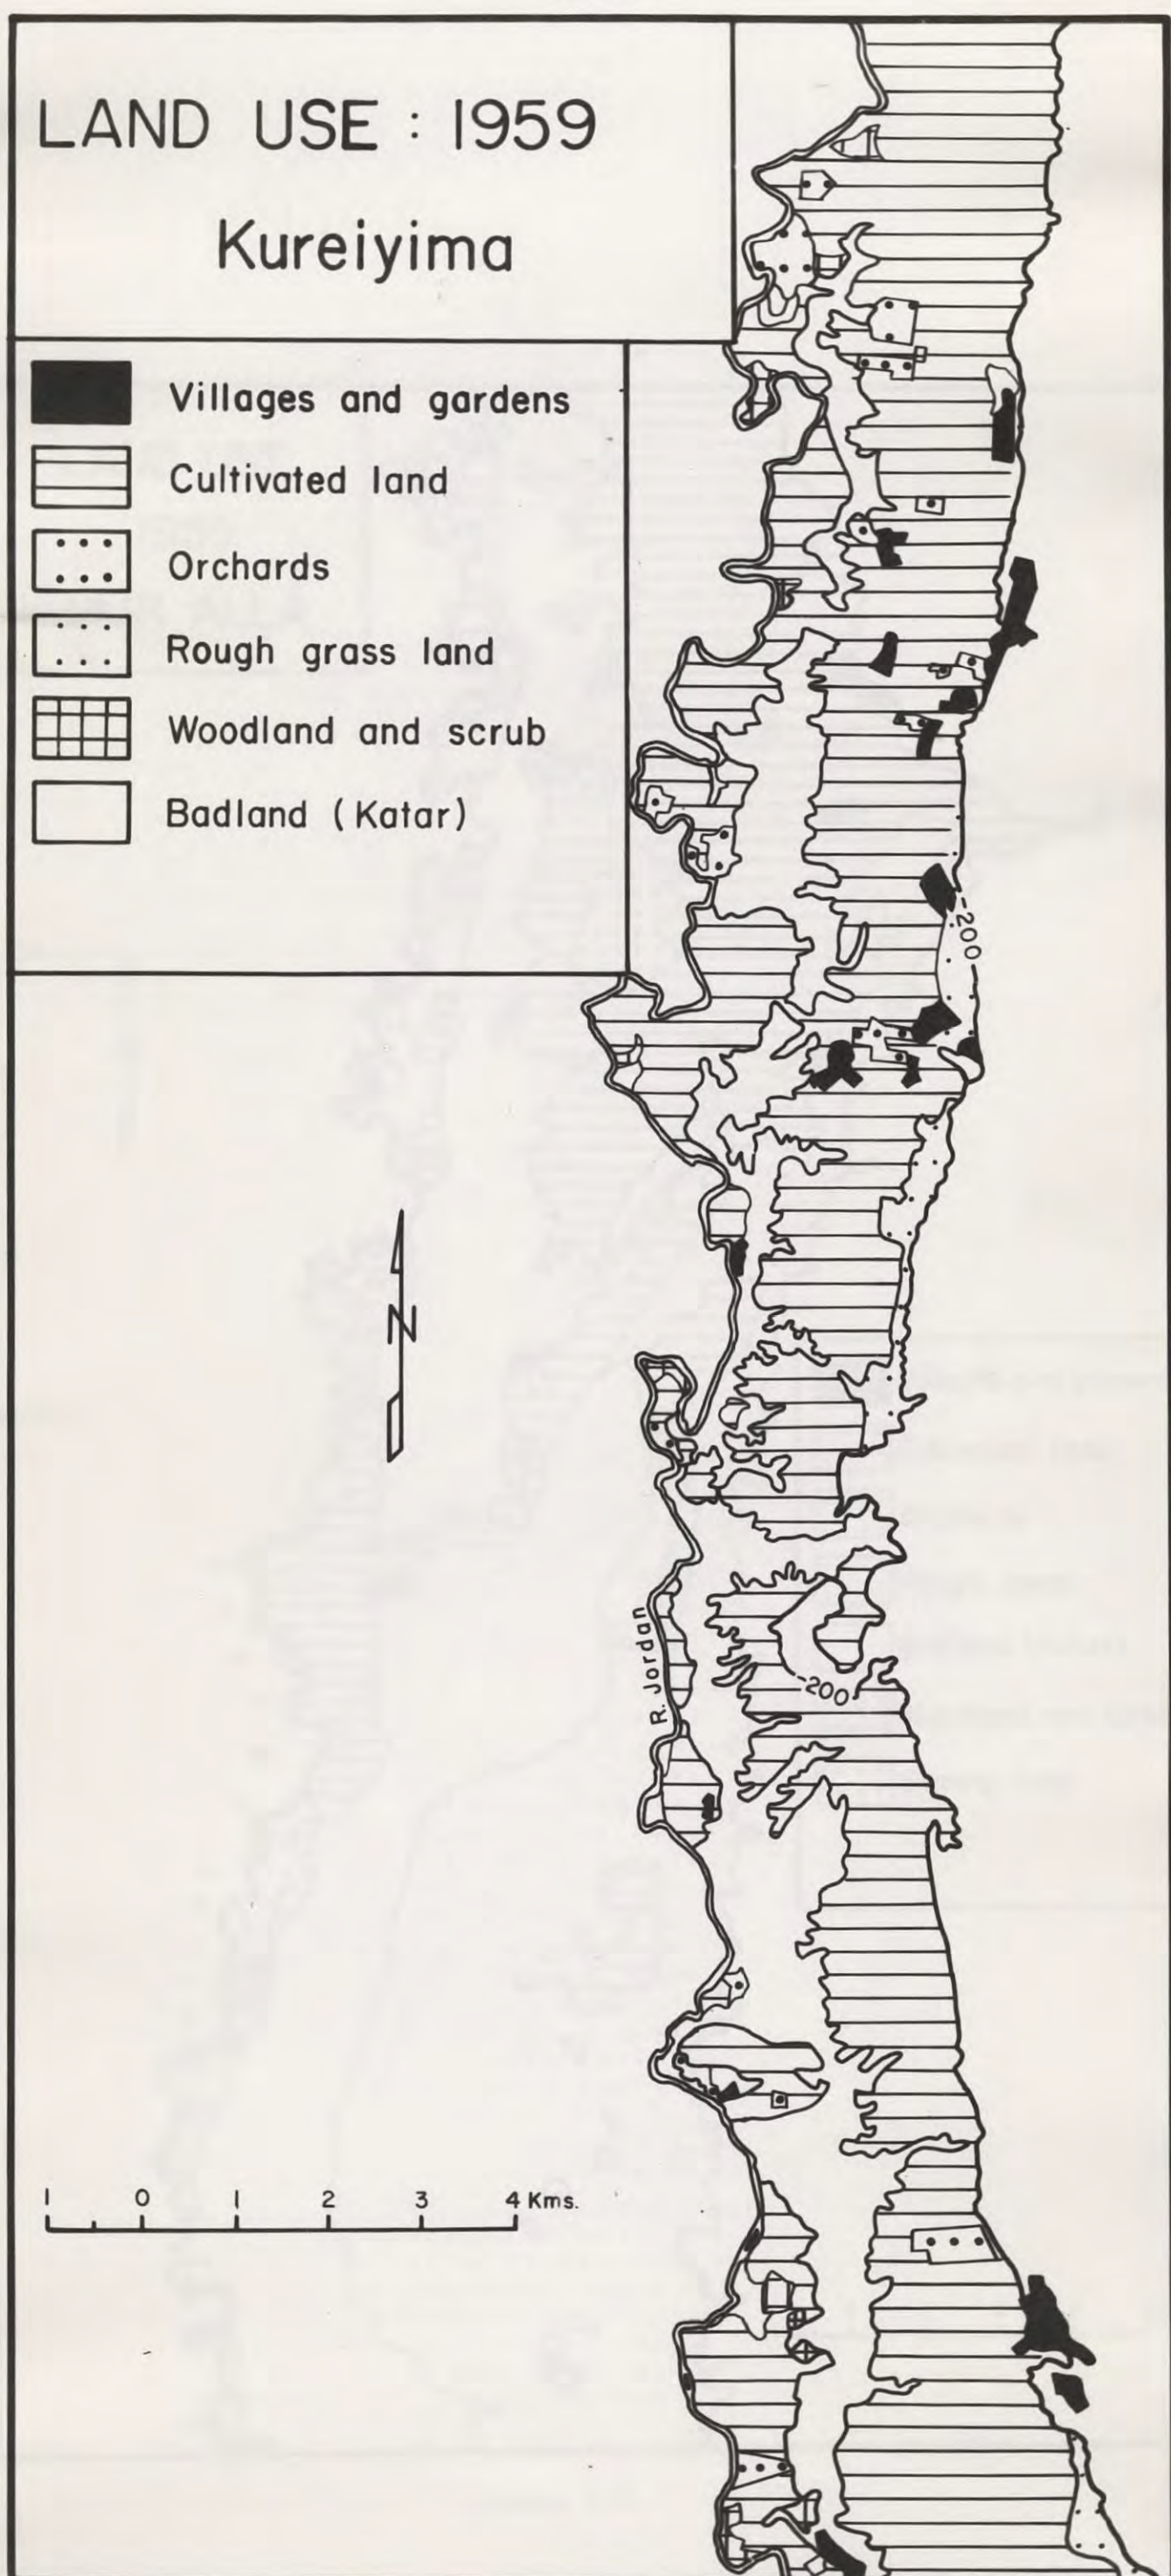 LAND USE : 1959
Kureiyima
Villages and gardens
Cultivated land
Orchards
Rough grass land
Woodland and scrub
Badland (Katar)
-200
N
R. Jordan
-200
1 0 1 2 3 4 Kms.